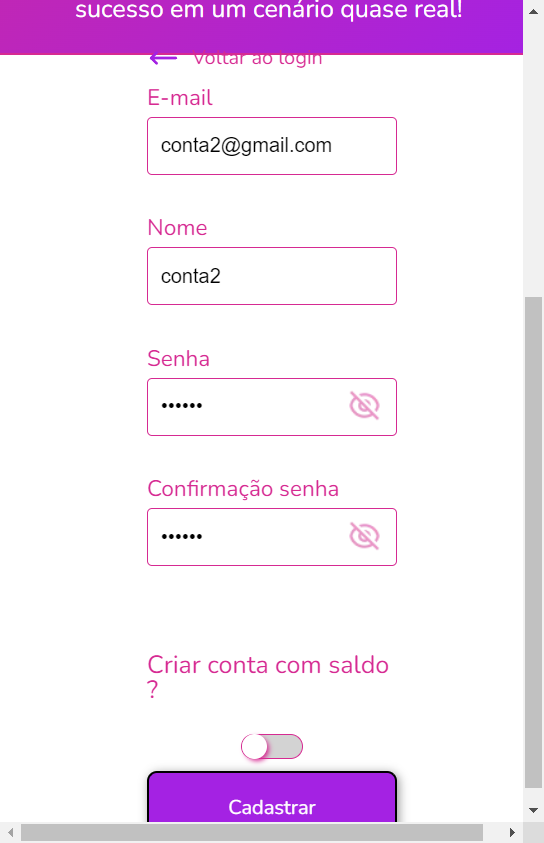 sucesso em um cenário quase real!
Voltar ao login
E-mail
conta2@gmail.com
Nome
conta2
Senha
••••••
Confirmação senha
••••••
Criar conta com saldo
?
Cadastrar